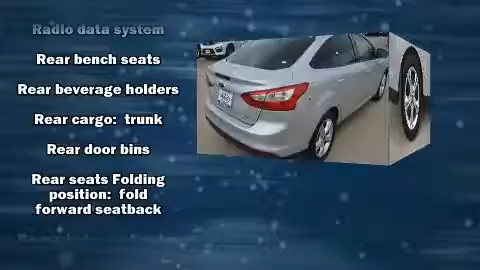 Radio data system
Rear bench seats
Rear beverage holders
Rear cargo:  trunk
Rear door bins
Rear seats Folding
position:  fold
forward seatback